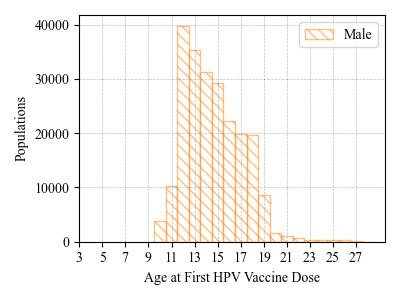 Male
40000
30000
20000
10000
0
Populations
3 5 7 9 11 13 15 17 19 21 23 25 27
Age at First HPV Vaccine Dose